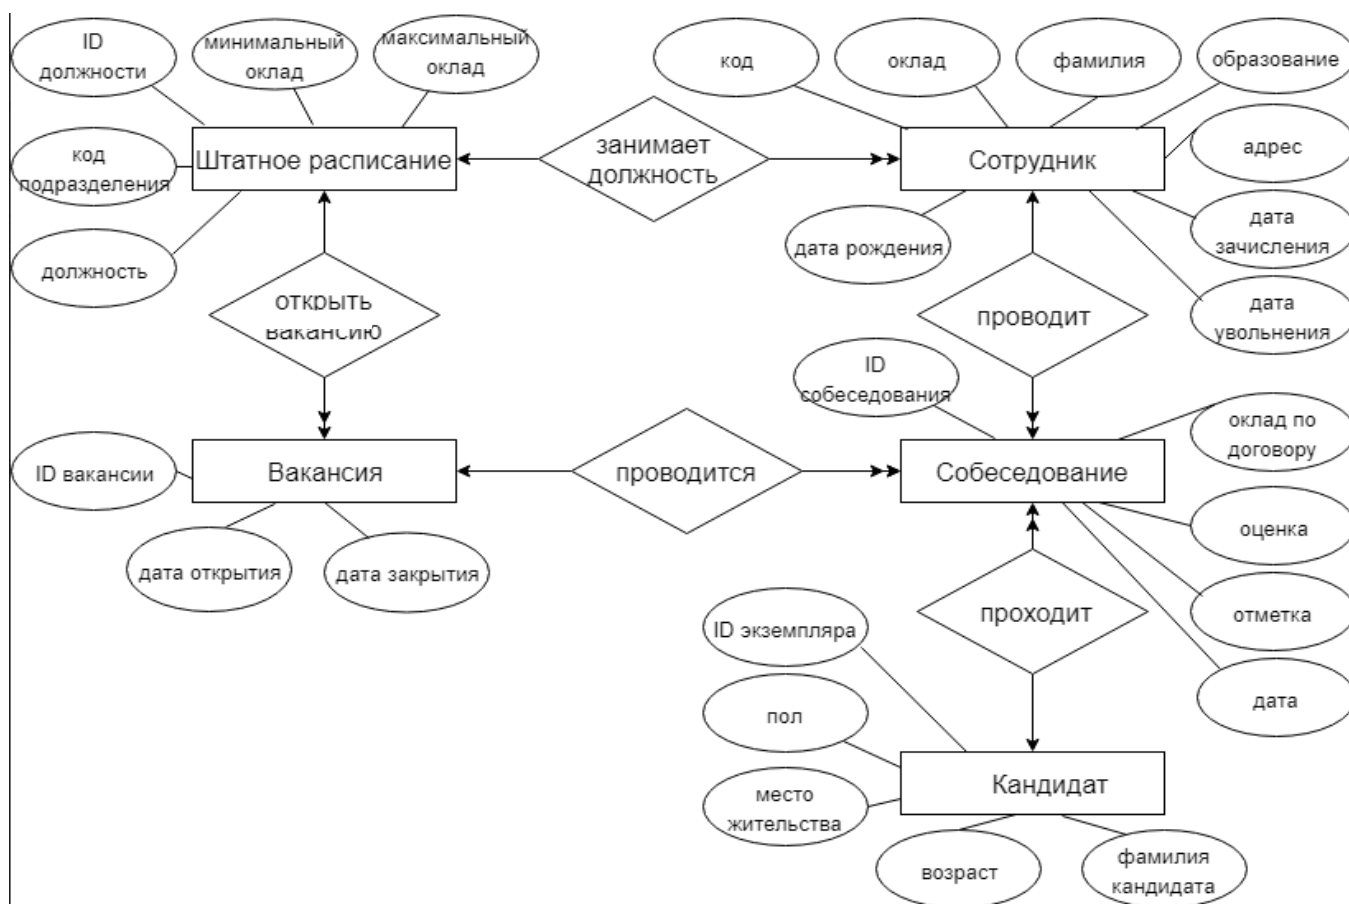 ID
должности
минимальный
оклад
максимальный
оклад
код
оклад
фамилия
образование
код
подразделения
Штатное расписание
занимает
должность
Сотрудник
адрес
должность
дата рождения
дата
зачисления
открыть
вакансию
проводит
дата
увольнения
ID
собеседования
ID вакансии
Вакансия
проводится
Собеседование
оклад по
договору
дата открытия
дата закрытия
оценка
ID экземпляра
проходит
отметка
пол
дата
место
жительства
Кандидат
возраст
фамилия
кандидата